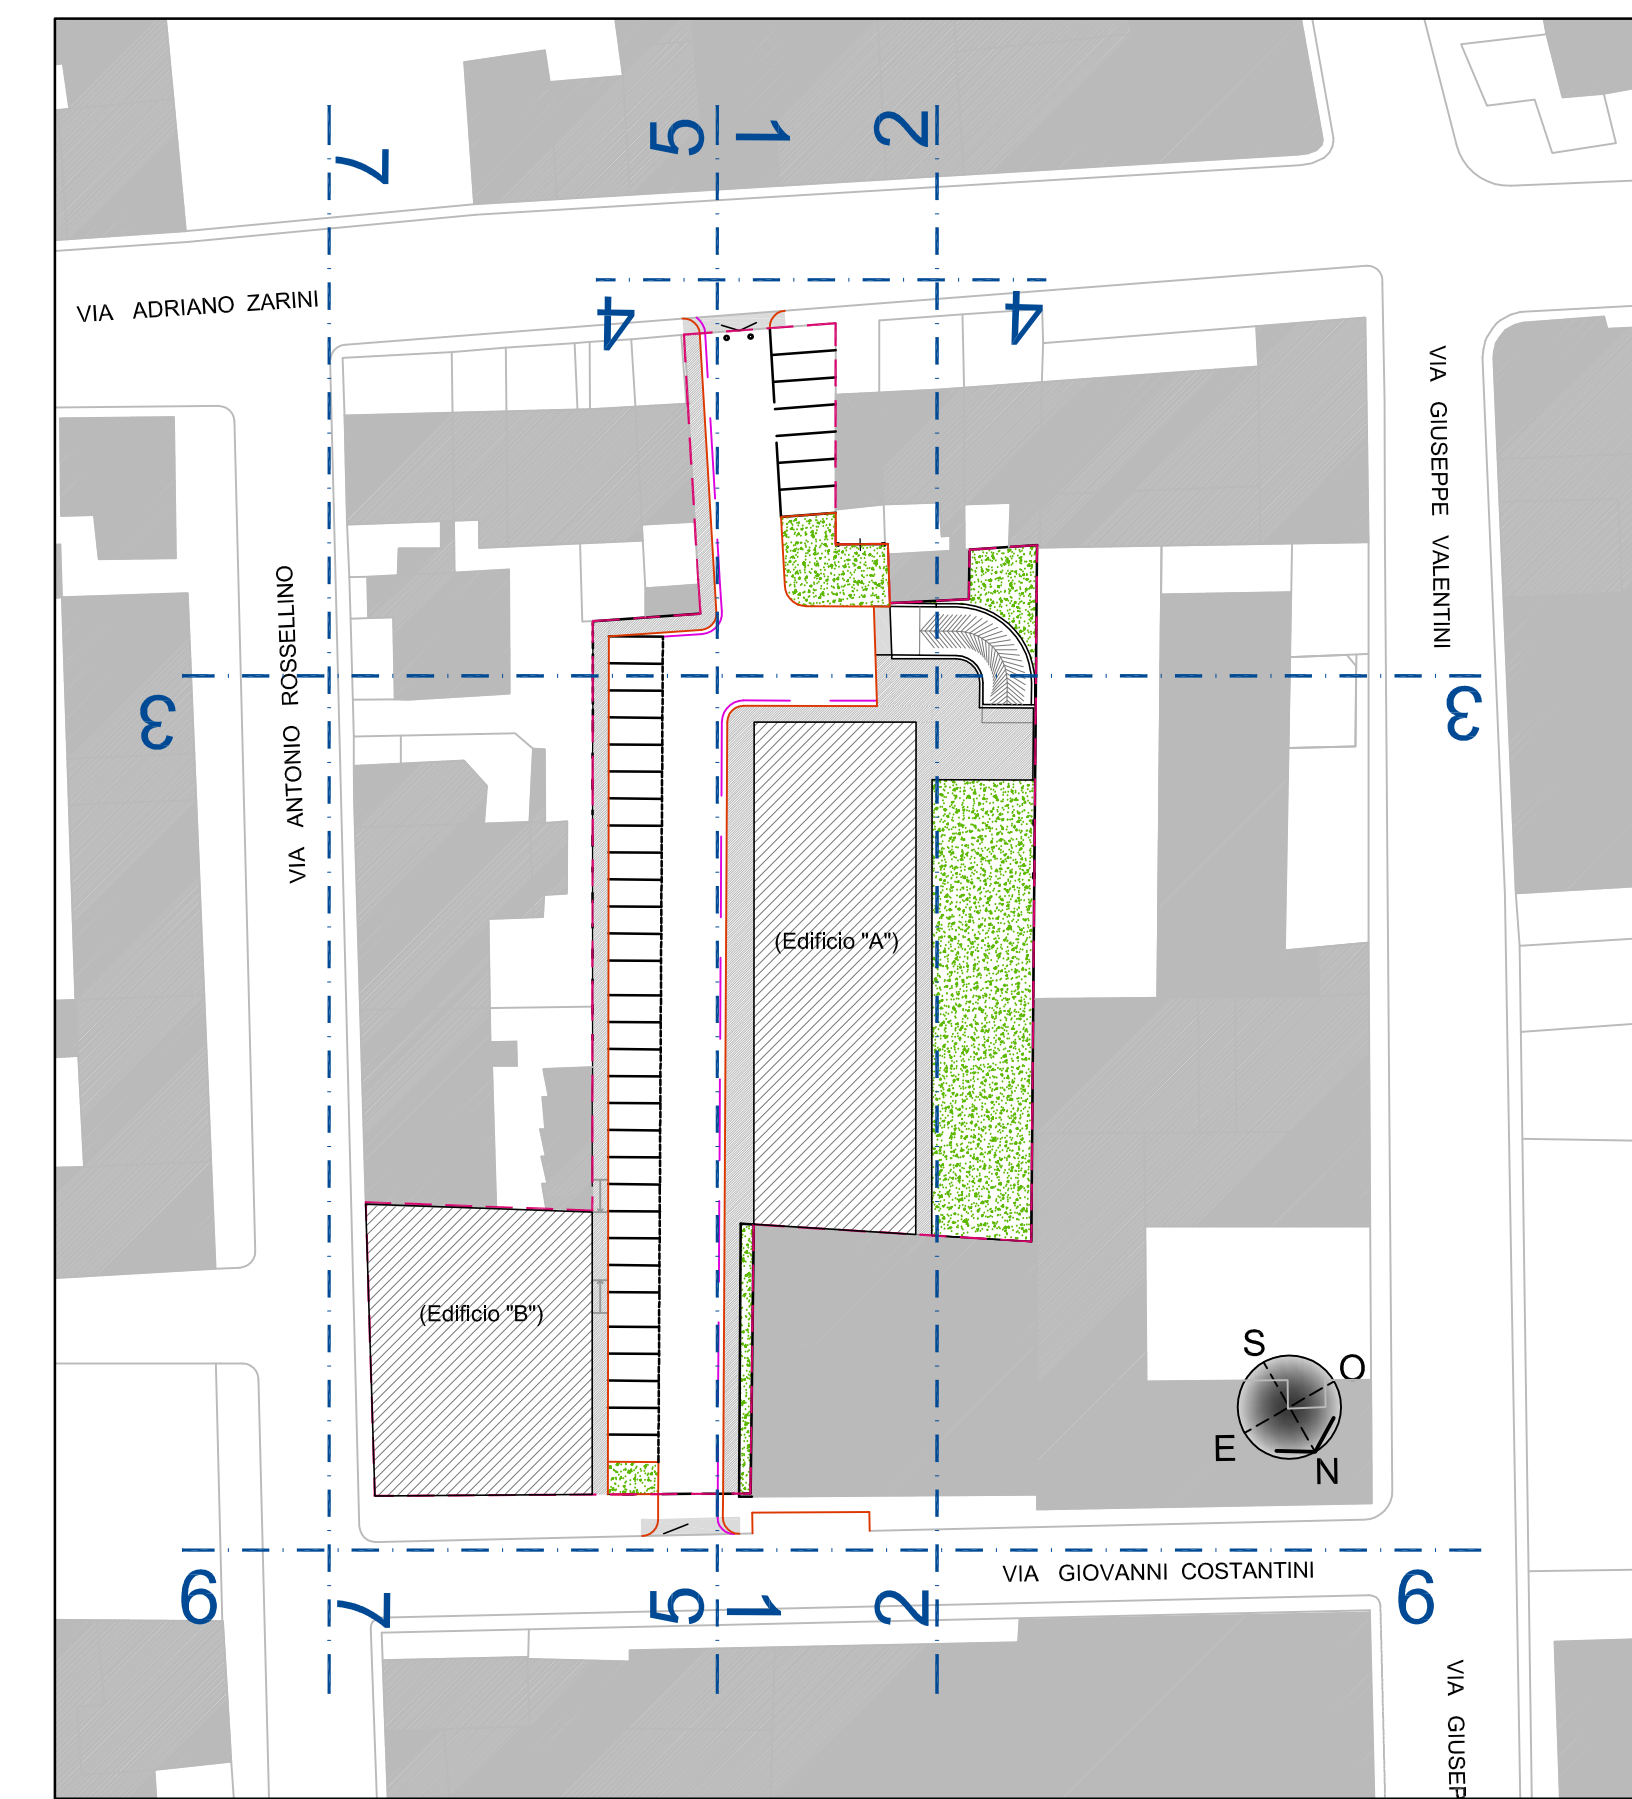 7
5
1
2
VIA ADRIANO ZARINI
4
4
VIA GIUSEPPE VALENTINI
VIA ANTONIO ROSSELLINO
3
3
(Edificio "A")
(Edificio "B")
S
O
E
N
VIA GIOVANNI COSTANTINI
6
7
5
1
2
6
VIA GIUSEP